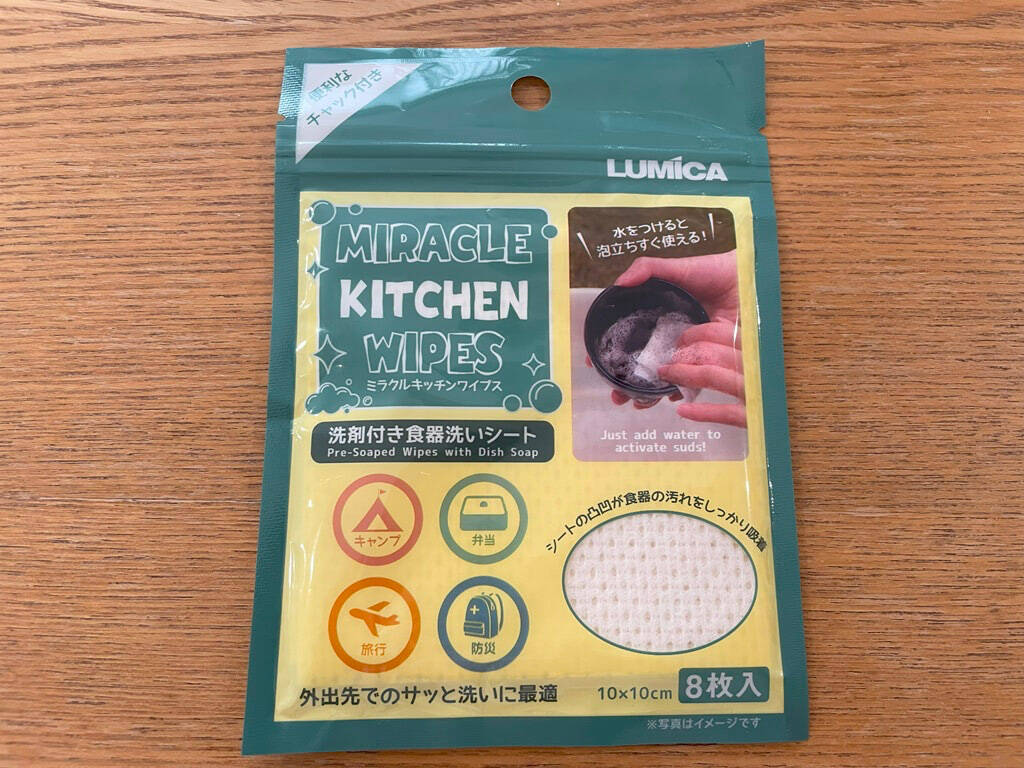 便利な
チャック付き
LUMICA
MIRACLE
KITCHEN
WIPES
ミラクルキッチンワイプス
水をつけると
泡立ちすぐ使える!
Just add water to
activate suds!
洗剤付き食器洗いシート
Pre-Soaped Wipes with Dish Soap
キャンプ
弁当
旅行
防災
シートの凸凹が食器の汚れをしっかり吸着
外出先でのサッと洗いに最適
10×10cm
8枚入
※写真はイメージです